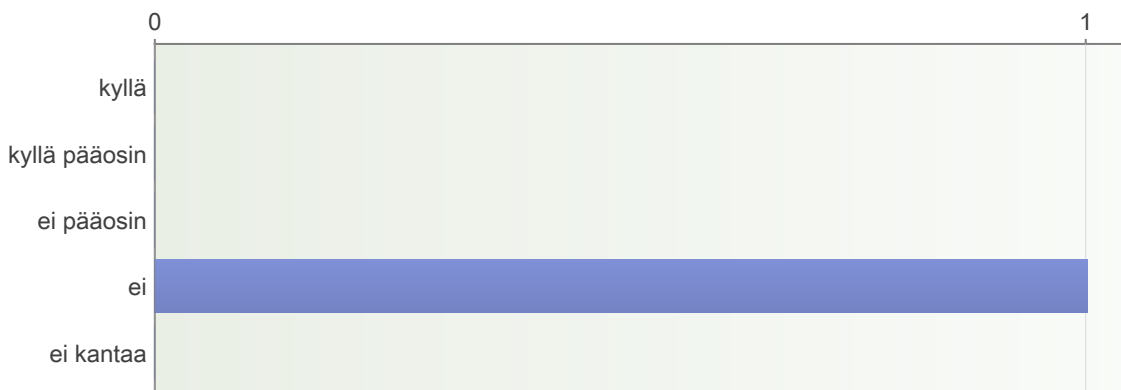 0 1
kyllä
kyllä pääosin
ei pääosin
ei
ei kantaa